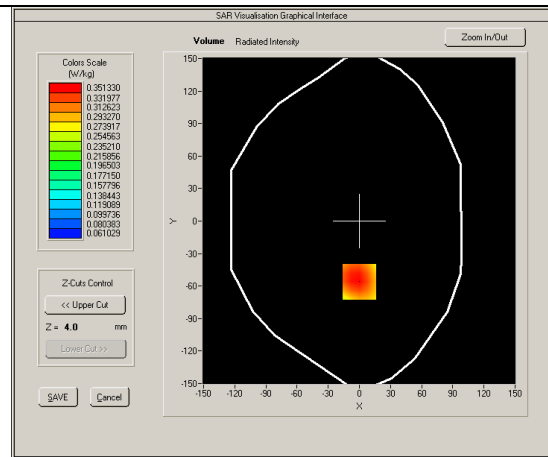 SAR Visualisation Graphical Interface
Volume Radiated Intensity
Zoom In/Out
Colors Scale
(W/kg)
0.351330
0.331977
0.312623
0.293270
0.273917
0.254563
0.235210
0.215856
0.196503
0.177150
0.157796
0.138443
0.119089
0.099736
0.080383
0.061029
Z-Cuts Control
<< Upper Cut
Z = 4.0 mm
Lower Cut >>
SAVE Cancel
150
120
90
60
30
0
-30
-60
-90
-120
-150
Y
-150 -120 -90 -60 -30 0 30 60 90 120 150
X